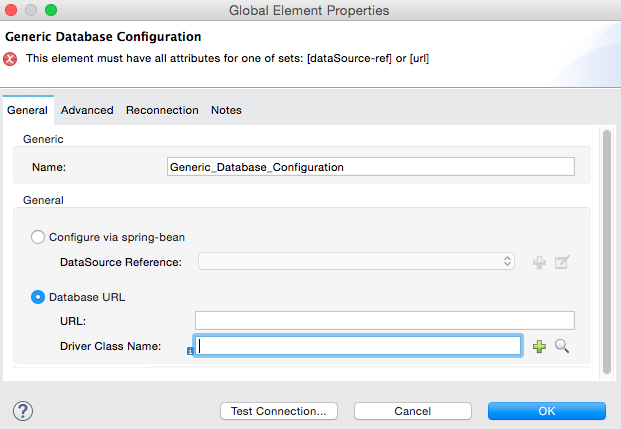 Global Element Properties
Generic Database Configuration
This element must have all attributes for one of sets: [dataSource-ref] or [url]
General Advanced Reconnection Notes
Generic
Name: Generic_Database_Configuration
General
Configure via spring-bean
DataSource Reference:
Database URL
URL:
Driver Class Name:
? Test Connection... Cancel OK